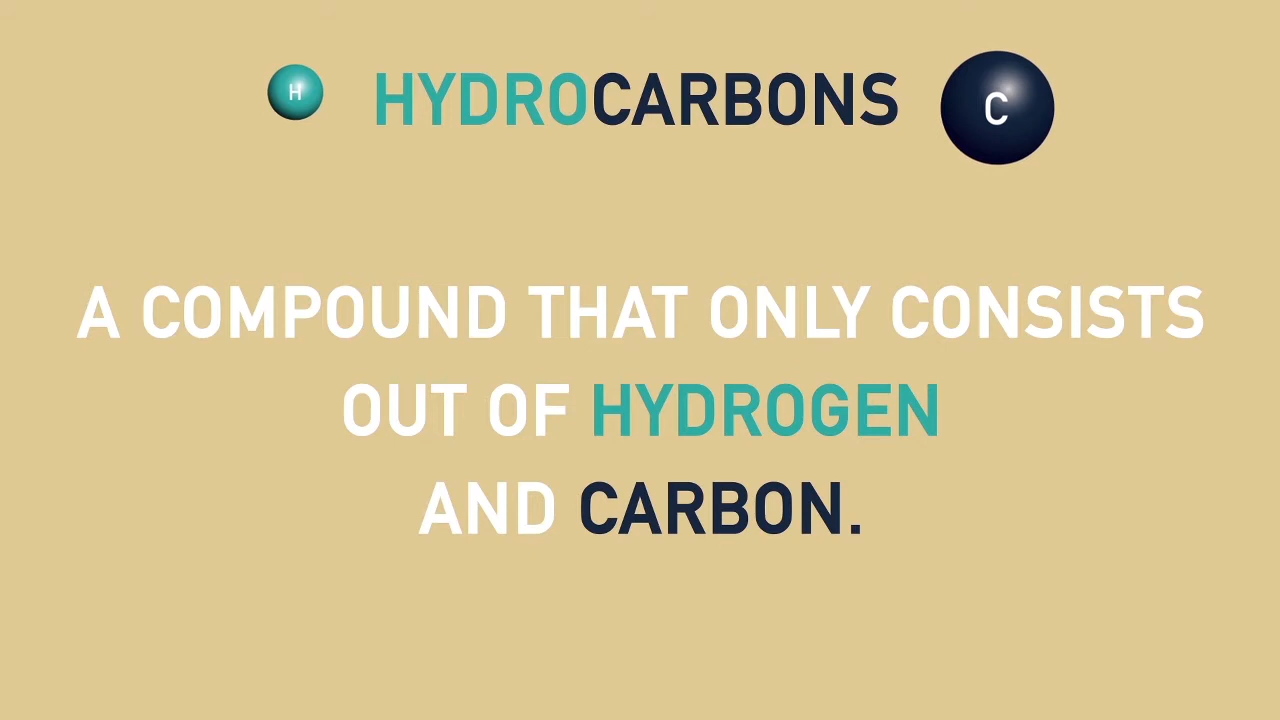 H HYDROCARBONS C
A COMPOUND THAT ONLY CONSISTS
OUT OF HYDROGEN
AND CARBON.